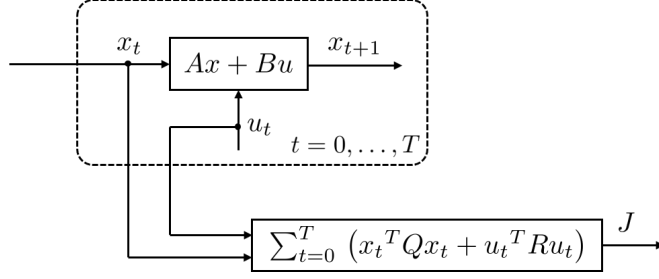 x_t
Ax + Bu
x_{t+1}
u_t
t = 0, …, T
∑_{t=0}^{T} (x_t^T Q x_t + u_t^T R u_t)
J